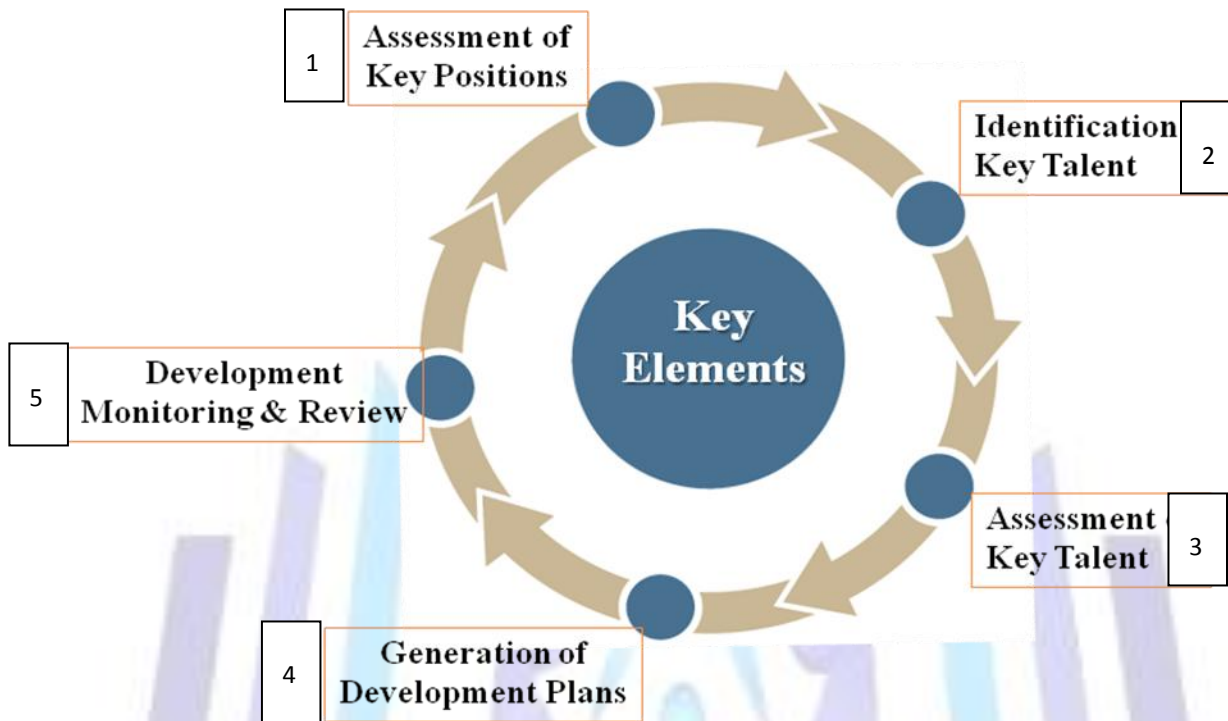 1
Assessment of
Key Positions
Identification
Key Talent
2
Assessment
Key Talent
3
Generation of
Development Plans
4
Development
Monitoring & Review
5
Key
Elements